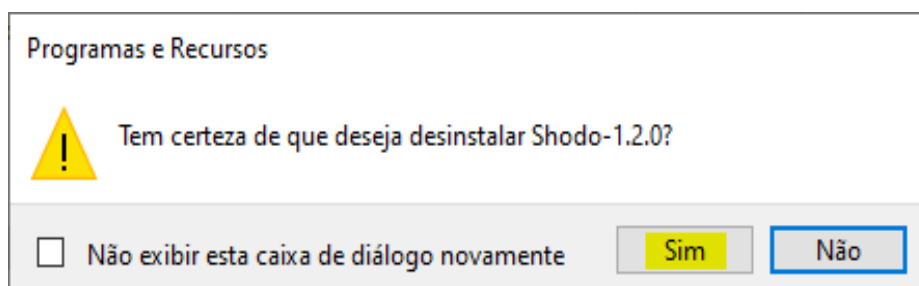 Programas e Recursos
Tem certeza de que deseja desinstalar Shodo-1.2.0?
Não exibir esta caixa de diálogo novamente
Sim
Não